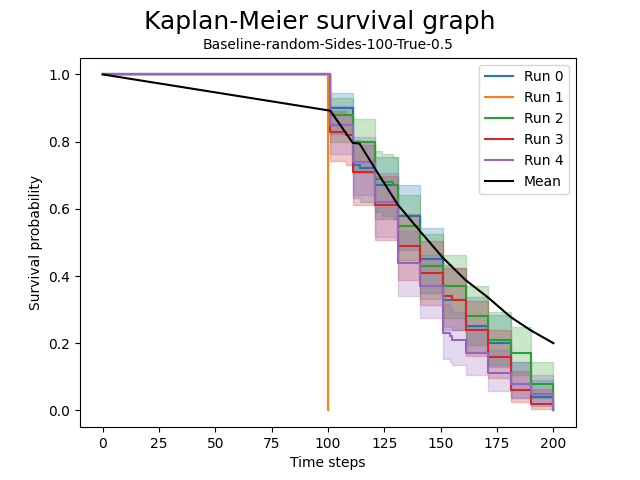 Kaplan-Meier survival graph
Baseline-random-Sides-100-True-0.5
Survival probability
1.0
0.8
0.6
0.4
0.2
0.0
Run 0
Run 1
Run 2
Run 3
Run 4
Mean
0 25 50 75 100 125 150 175 200
Time steps